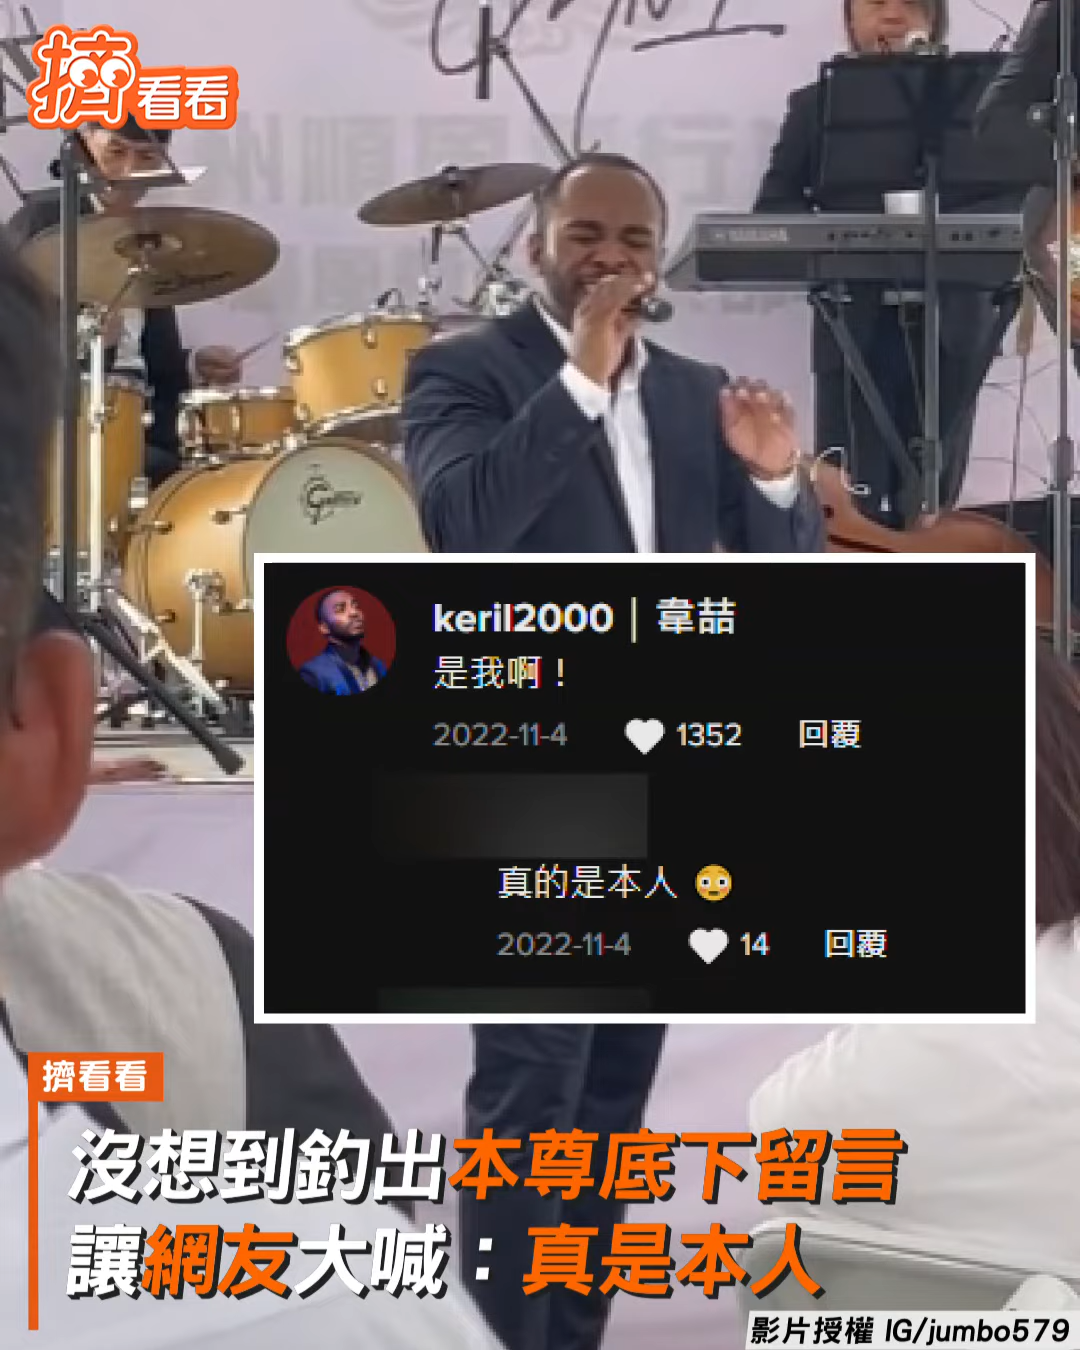 擠看看
YAMAHA
Gretsch
keril2000｜韋喆
是我啊！
2022-11-4 1352 回覆
真的是本人 😳
2022-11-4 14 回覆
擠看看
沒想到釣出本尊底下留言
讓網友大喊：真是本人
影片授權 IG/jumbo579